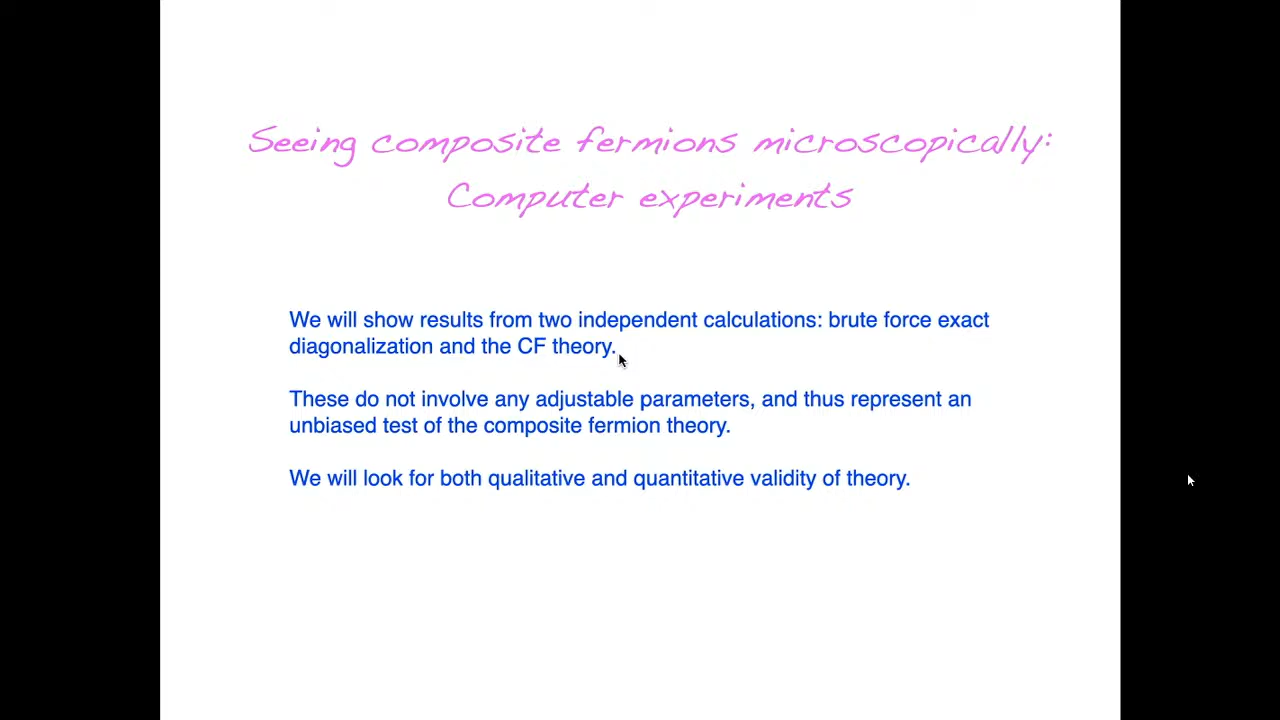 Seeing composite fermions microscopically:
Computer experiments
We will show results from two independent calculations: brute force exact
diagonalization and the CF theory.
These do not involve any adjustable parameters, and thus represent an
unbiased test of the composite fermion theory.
We will look for both qualitative and quantitative validity of theory.